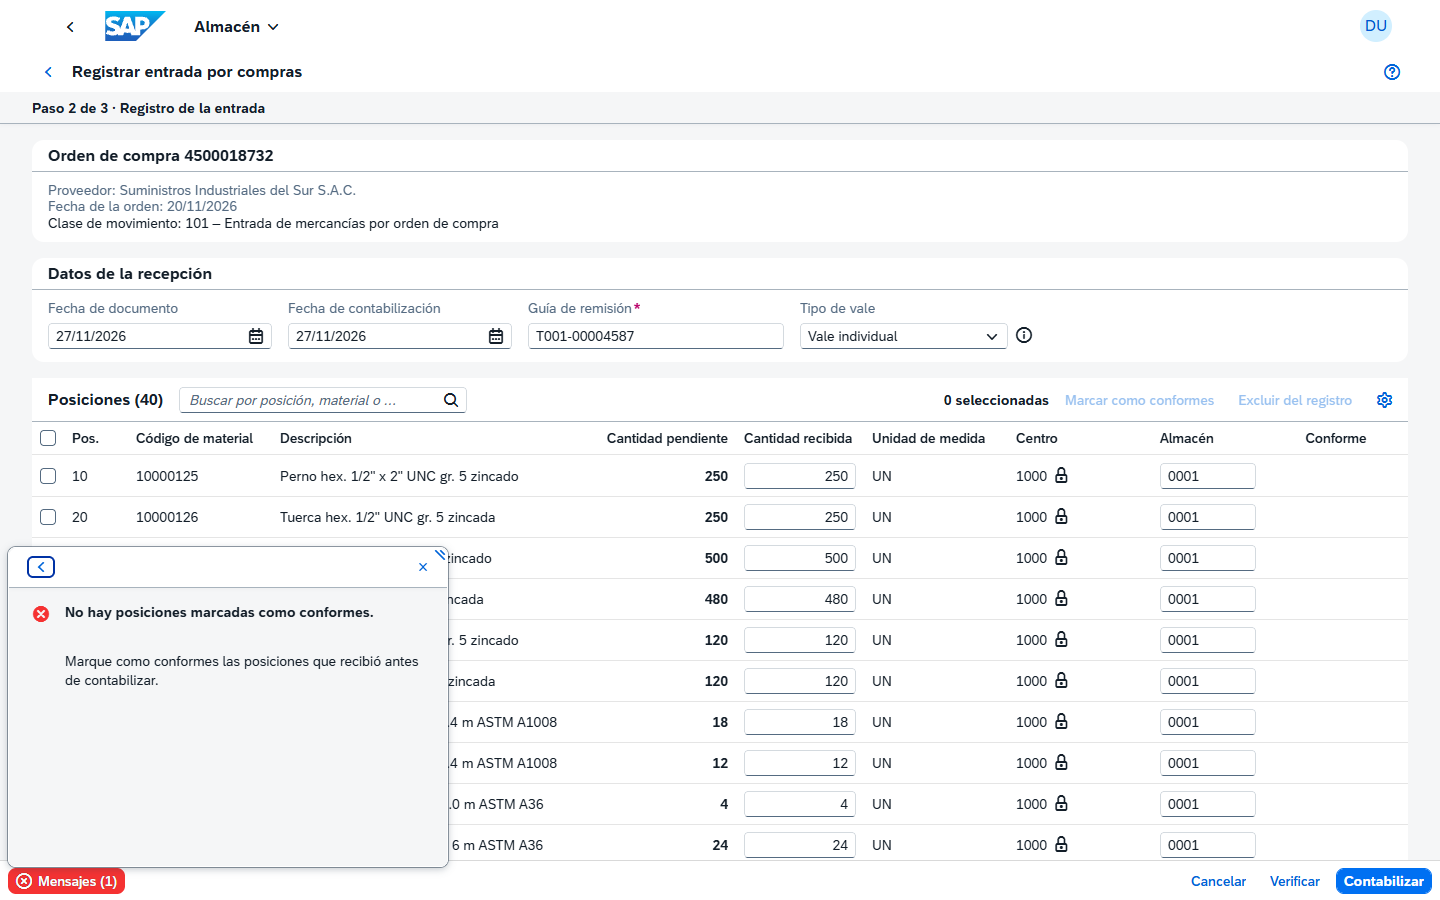 SAP Almacén DU
Registrar entrada por compras
Paso 2 de 3 · Registro de la entrada
Orden de compra 4500018732
Proveedor: Suministros Industriales del Sur S.A.C.
Fecha de la orden: 20/11/2026
Clase de movimiento: 101 – Entrada de mercancías por orden de compra
Datos de la recepción
Fecha de documento Fecha de contabilización Guía de remisión* Tipo de vale
27/11/2026 27/11/2026 T001-00004587 Vale individual
Posiciones (40) Buscar por posición, material o ... 0 seleccionadas Marcar como conformes Excluir del registro
Pos. Código de material Descripción Cantidad pendiente Cantidad recibida Unidad de medida Centro Almacén Conforme
10 10000125 Perno hex. 1/2" x 2" UNC gr. 5 zincado 250 250 UN 1000 0001
20 10000126 Tuerca hex. 1/2" UNC gr. 5 zincada 250 250 UN 1000 0001
zincado 500 500 UN 1000 0001
ncada 480 480 UN 1000 0001
r. 5 zincado 120 120 UN 1000 0001
zincada 120 120 UN 1000 0001
4 m ASTM A1008 18 18 UN 1000 0001
4 m ASTM A1008 12 12 UN 1000 0001
.0 m ASTM A36 4 4 UN 1000 0001
6 m ASTM A36 24 24 UN 1000 0001
No hay posiciones marcadas como conformes.
Marque como conformes las posiciones que recibió antes
de contabilizar.
Mensajes (1) Cancelar Verificar Contabilizar